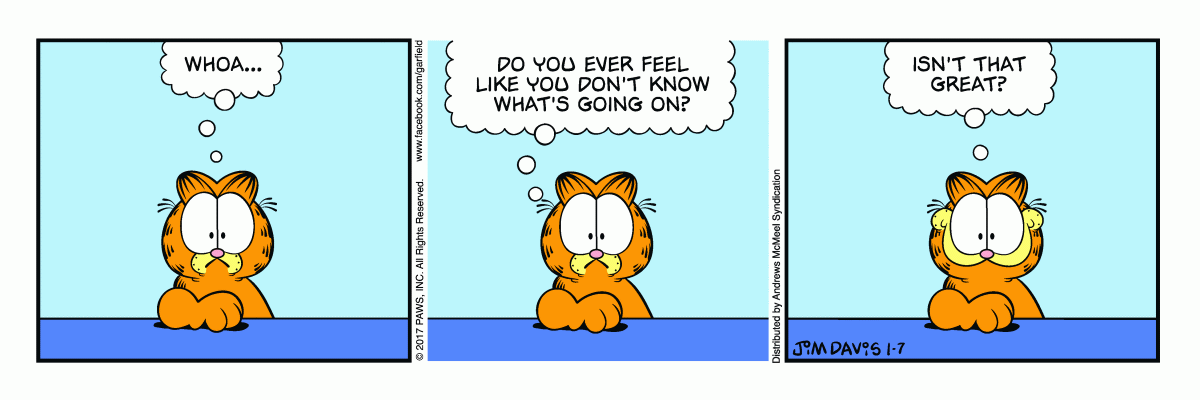 WHOA...
© 2017 PAWS, INC. All Rights Reserved. www.facebook.com/garfield
DO YOU EVER FEEL
LIKE YOU DON'T KNOW
WHAT'S GOING ON?
Distributed by Andrews McMeel Syndication
ISN'T THAT
GREAT?
JIM DAVIS 1-7